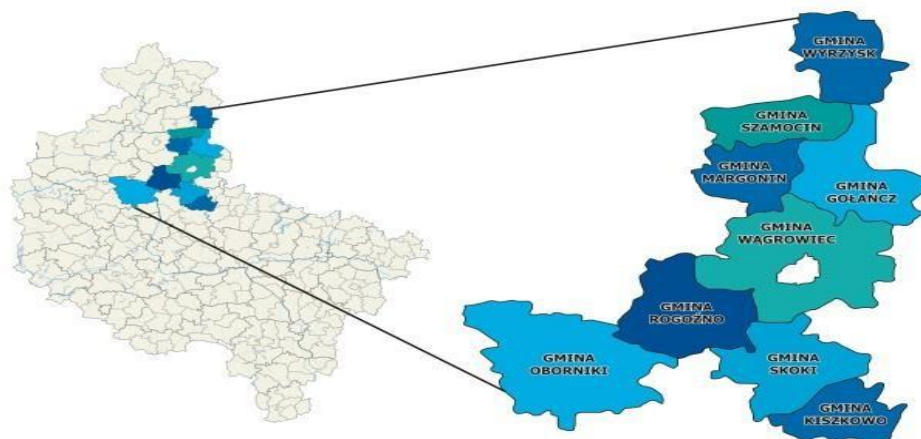 GMINA
WYRZYSK
GMINA
SZAMOCIN
GMINA
MARGONIN
GMINA
GOŁAŃCZ
GMINA
WĄGROWIEC
GMINA
ROGOŹNO
GMINA
OBORNIKI
GMINA
SKOKI
GMINA
KISZKOWO